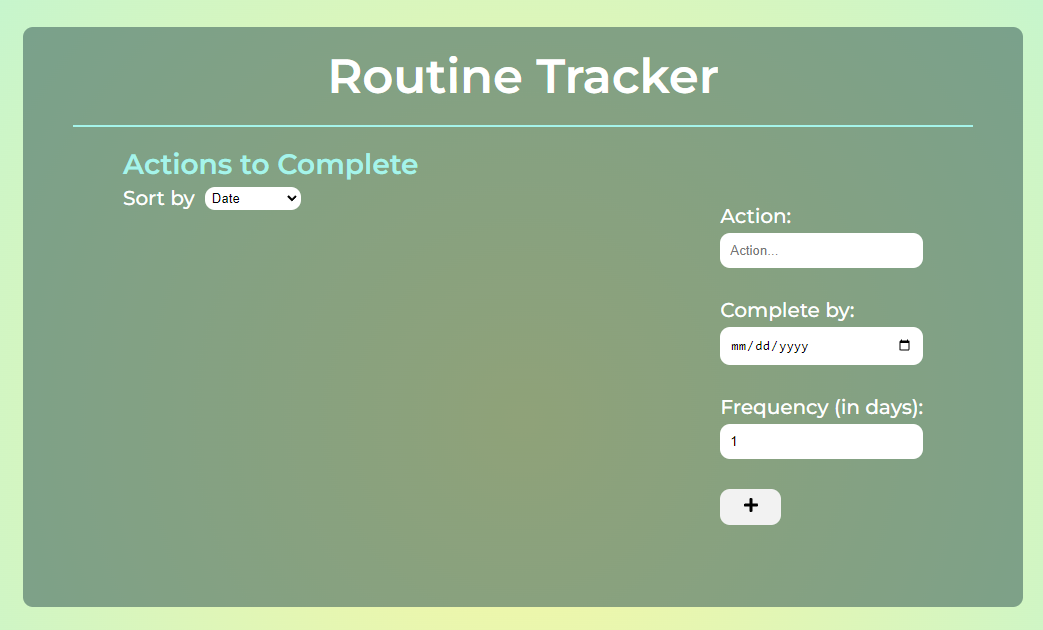 Routine Tracker
Actions to Complete
Sort by Date
Action:
Action...
Complete by:
mm/dd/yyyy
Frequency (in days):
1
+